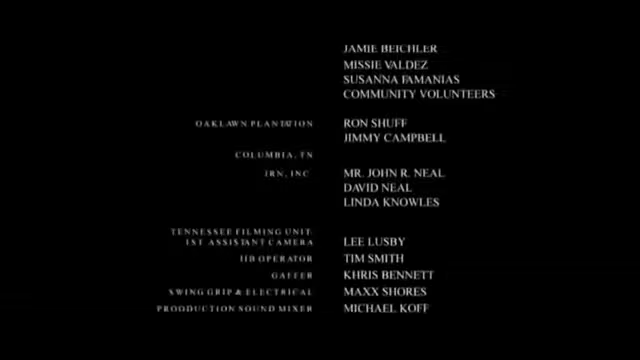 JAMIE BEICHLER
MISSIE VALDEZ
SUSANNA FAMANIAS
COMMUNITY VOLUNTEERS
OAKLAWN PLANTATION RON SHUFF
JIMMY CAMPBELL
COLUMBIA, TN
JRN, INC MR. JOHN R. NEAL
DAVID NEAL
LINDA KNOWLES
TENNESSEE FILMING UNIT:
1ST ASSISTANT CAMERA LEE LUSBY
OPERATOR TIM SMITH
GAFFER KHRIS BENNETT
SWING GRIP & ELECTRICAL MAXX SHORES
PROODUCTION SOUND MIXER MICHAEL KOFF